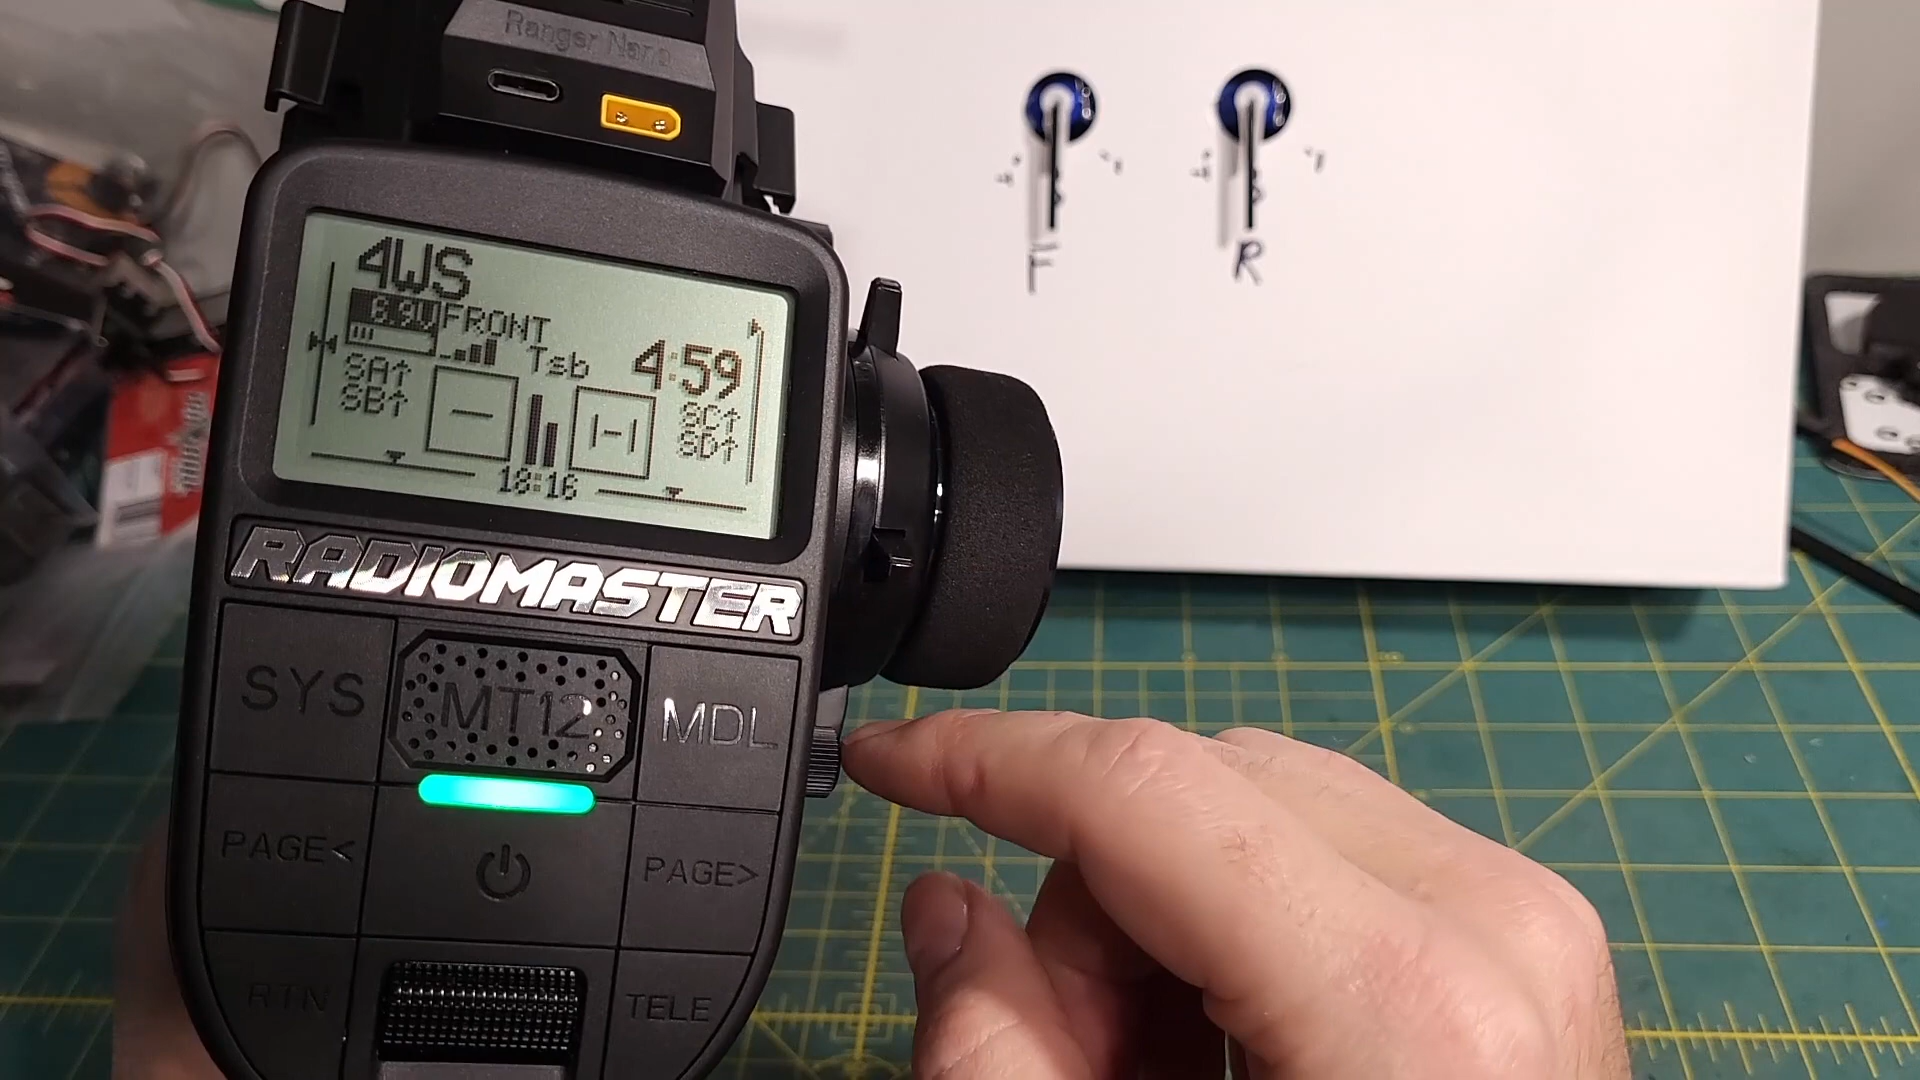 Ranger Nano
4WS
FRONT
Tsb
4:59
SA↑
SB↑
SC↑
SD↑
18:16
RADIOMASTER
SYS
MT12
MDL
PAGE<
PAGE>
RTN
TELE
F
R